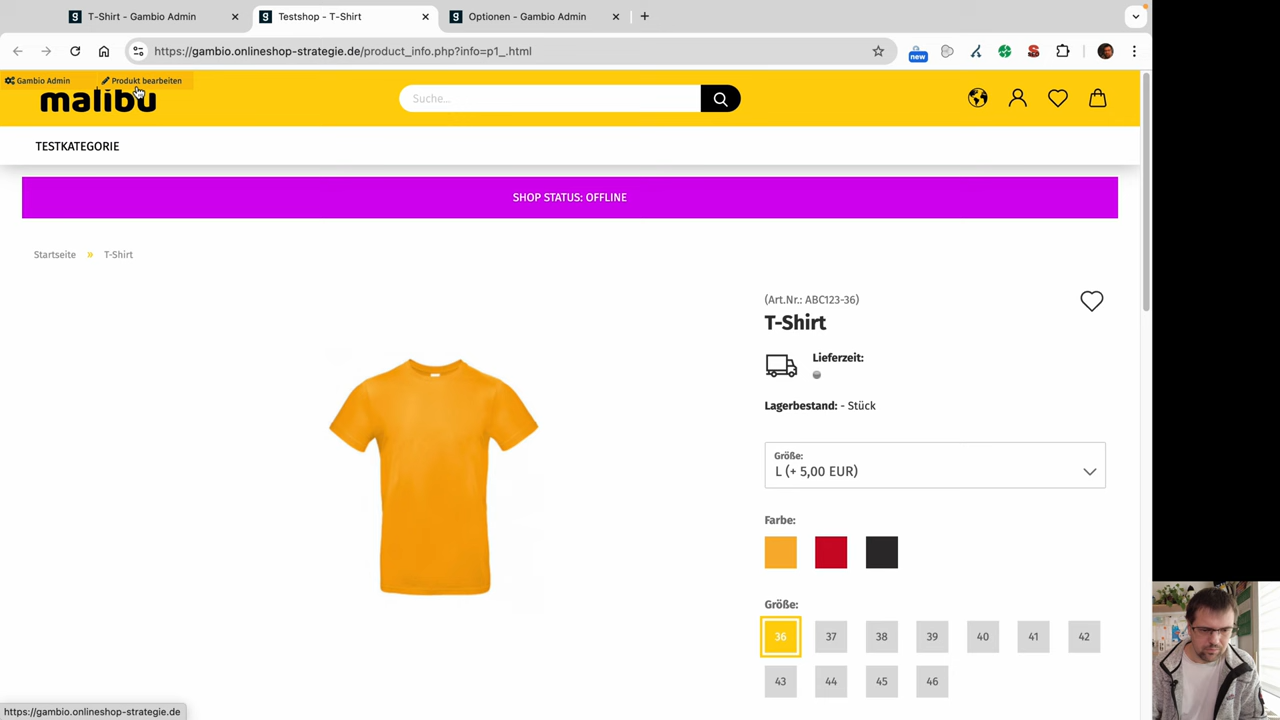 T-Shirt - Gambio Admin
Testshop - T-Shirt
Optionen - Gambio Admin
https://gambio.onlineshop-strategie.de/product_info.php?info=p1_.html
new
Gambio Admin
Produkt bearbeiten
malibu
Suche...
TESTKATEGORIE
SHOP STATUS: OFFLINE
Startseite » T-Shirt
(Art.Nr.: ABC123-36)
T-Shirt
Lieferzeit:
Lagerbestand: - Stück
Größe:
L (+ 5,00 EUR)
Farbe:
Größe:
36 37 38 39 40 41 42
43 44 45 46
https://gambio.onlineshop-strategie.de